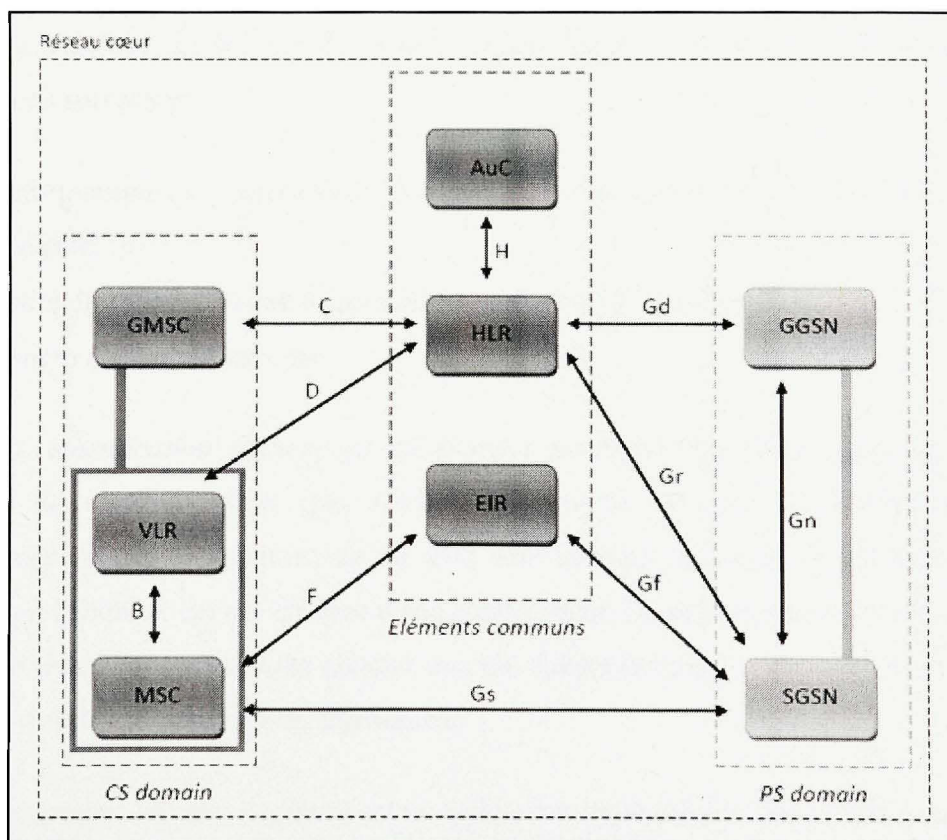 Réseau cœur
AuC
H
GMSC
C
HLR
Gd
GGSN
D
Gr
VLR
EIR
Gn
B
F
Gf
Eléments communs
MSC
Gs
SGSN
CS domain
PS domain